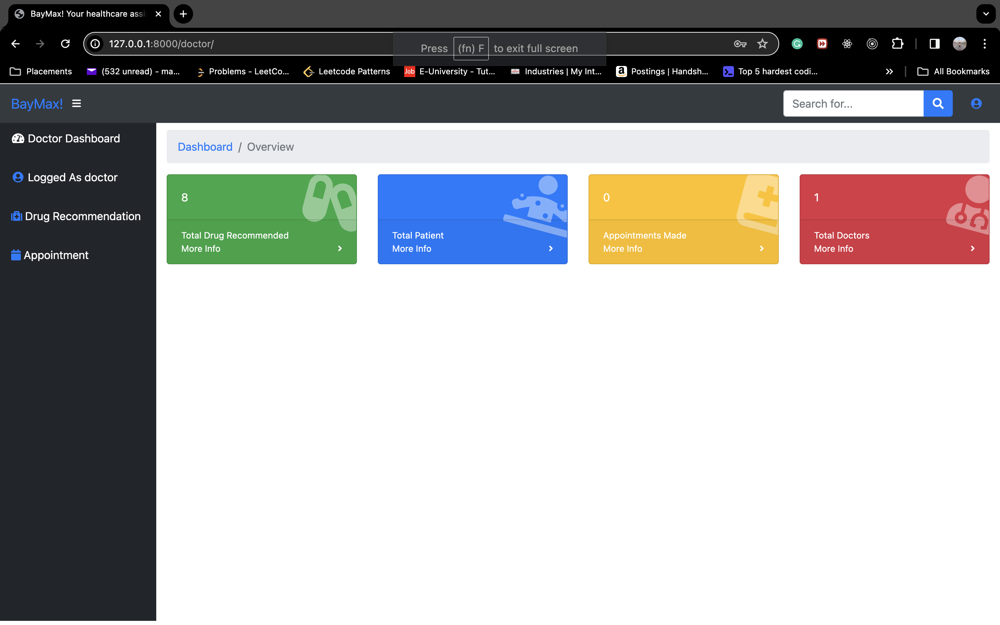 BayMax! Your healthcare assi
127.0.0.1:8000/doctor/
Press (fn) F to exit full screen
Placements
(532 unread) - ma...
Problems - LeetCo...
Leetcode Patterns
Job E-University - Tut...
Industries | My Int...
a Postings | Handsh...
Top 5 hardest codi...
All Bookmarks
BayMax!
Search for...
Doctor Dashboard
Logged As doctor
Drug Recommendation
Appointment
Dashboard / Overview
8
Total Drug Recommended
More Info
Total Patient
More Info
0
Appointments Made
More Info
1
Total Doctors
More Info